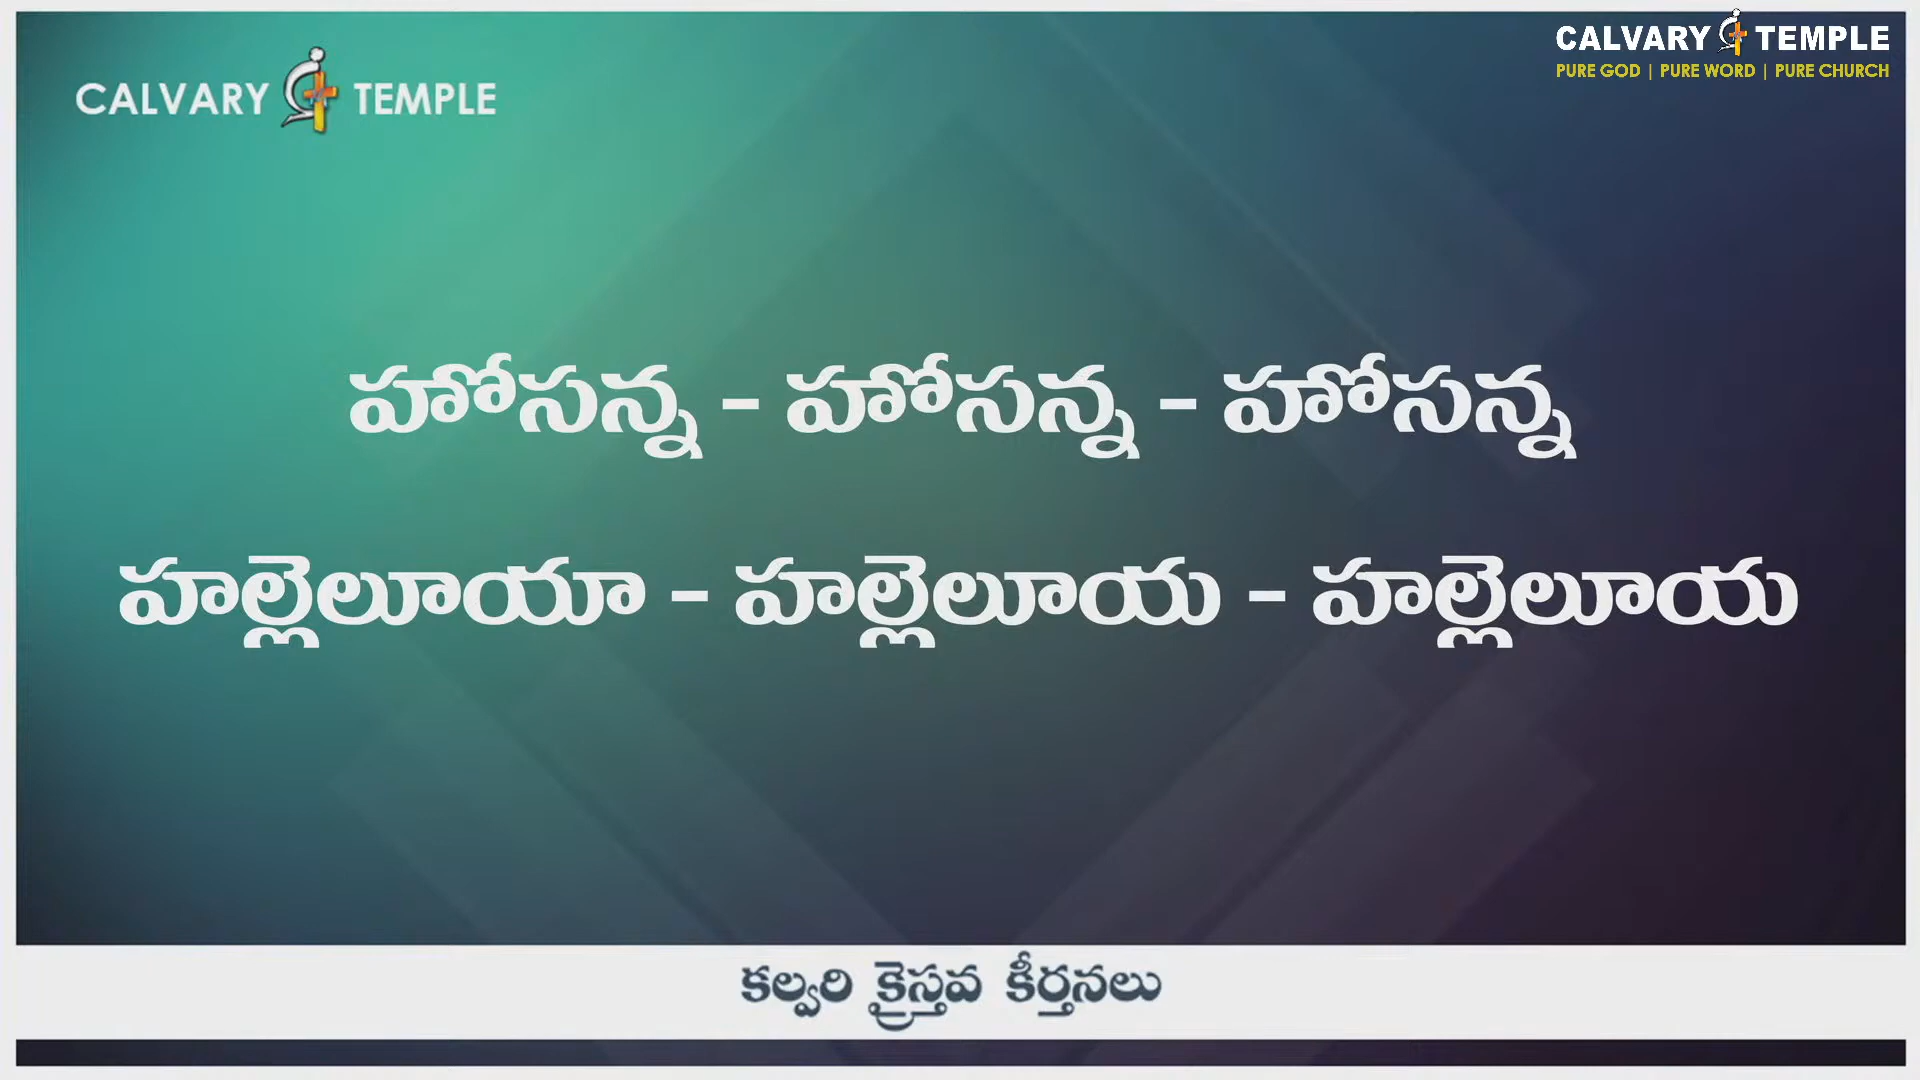 CALVARY TEMPLE
CALVARY TEMPLE
PURE GOD | PURE WORD | PURE CHURCH
హోసన్న - హోసన్న - హోసన్న
హల్లెలూయా - హల్లెలూయ - హల్లెలూయ
కల్వరి క్రైస్తవ కీర్తనలు